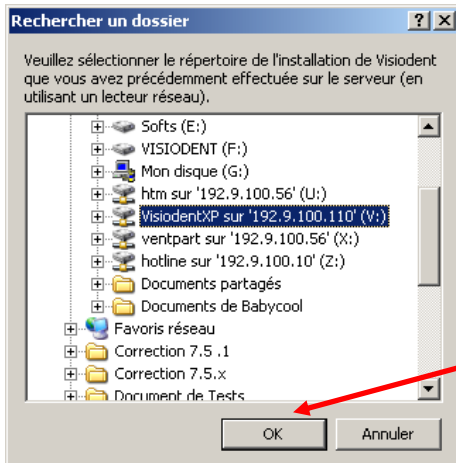 Rechercher un dossier
Veuillez sélectionner le répertoire de l'installation de Visiodent
que vous avez précédemment effectuée sur le serveur (en
utilisant un lecteur réseau).
Softs (E:)
VISIODENT (F:)
Mon disque (G:)
htm sur '192.9.100.56' (U:)
VisiodentXP sur '192.9.100.110' (V:)
ventpart sur '192.9.100.56' (X:)
hotline sur '192.9.100.10' (Z:)
Documents partagés
Documents de Babycool
Favoris réseau
Correction 7.5 .1
Correction 7.5.x
Document de Tests
OK Annuler